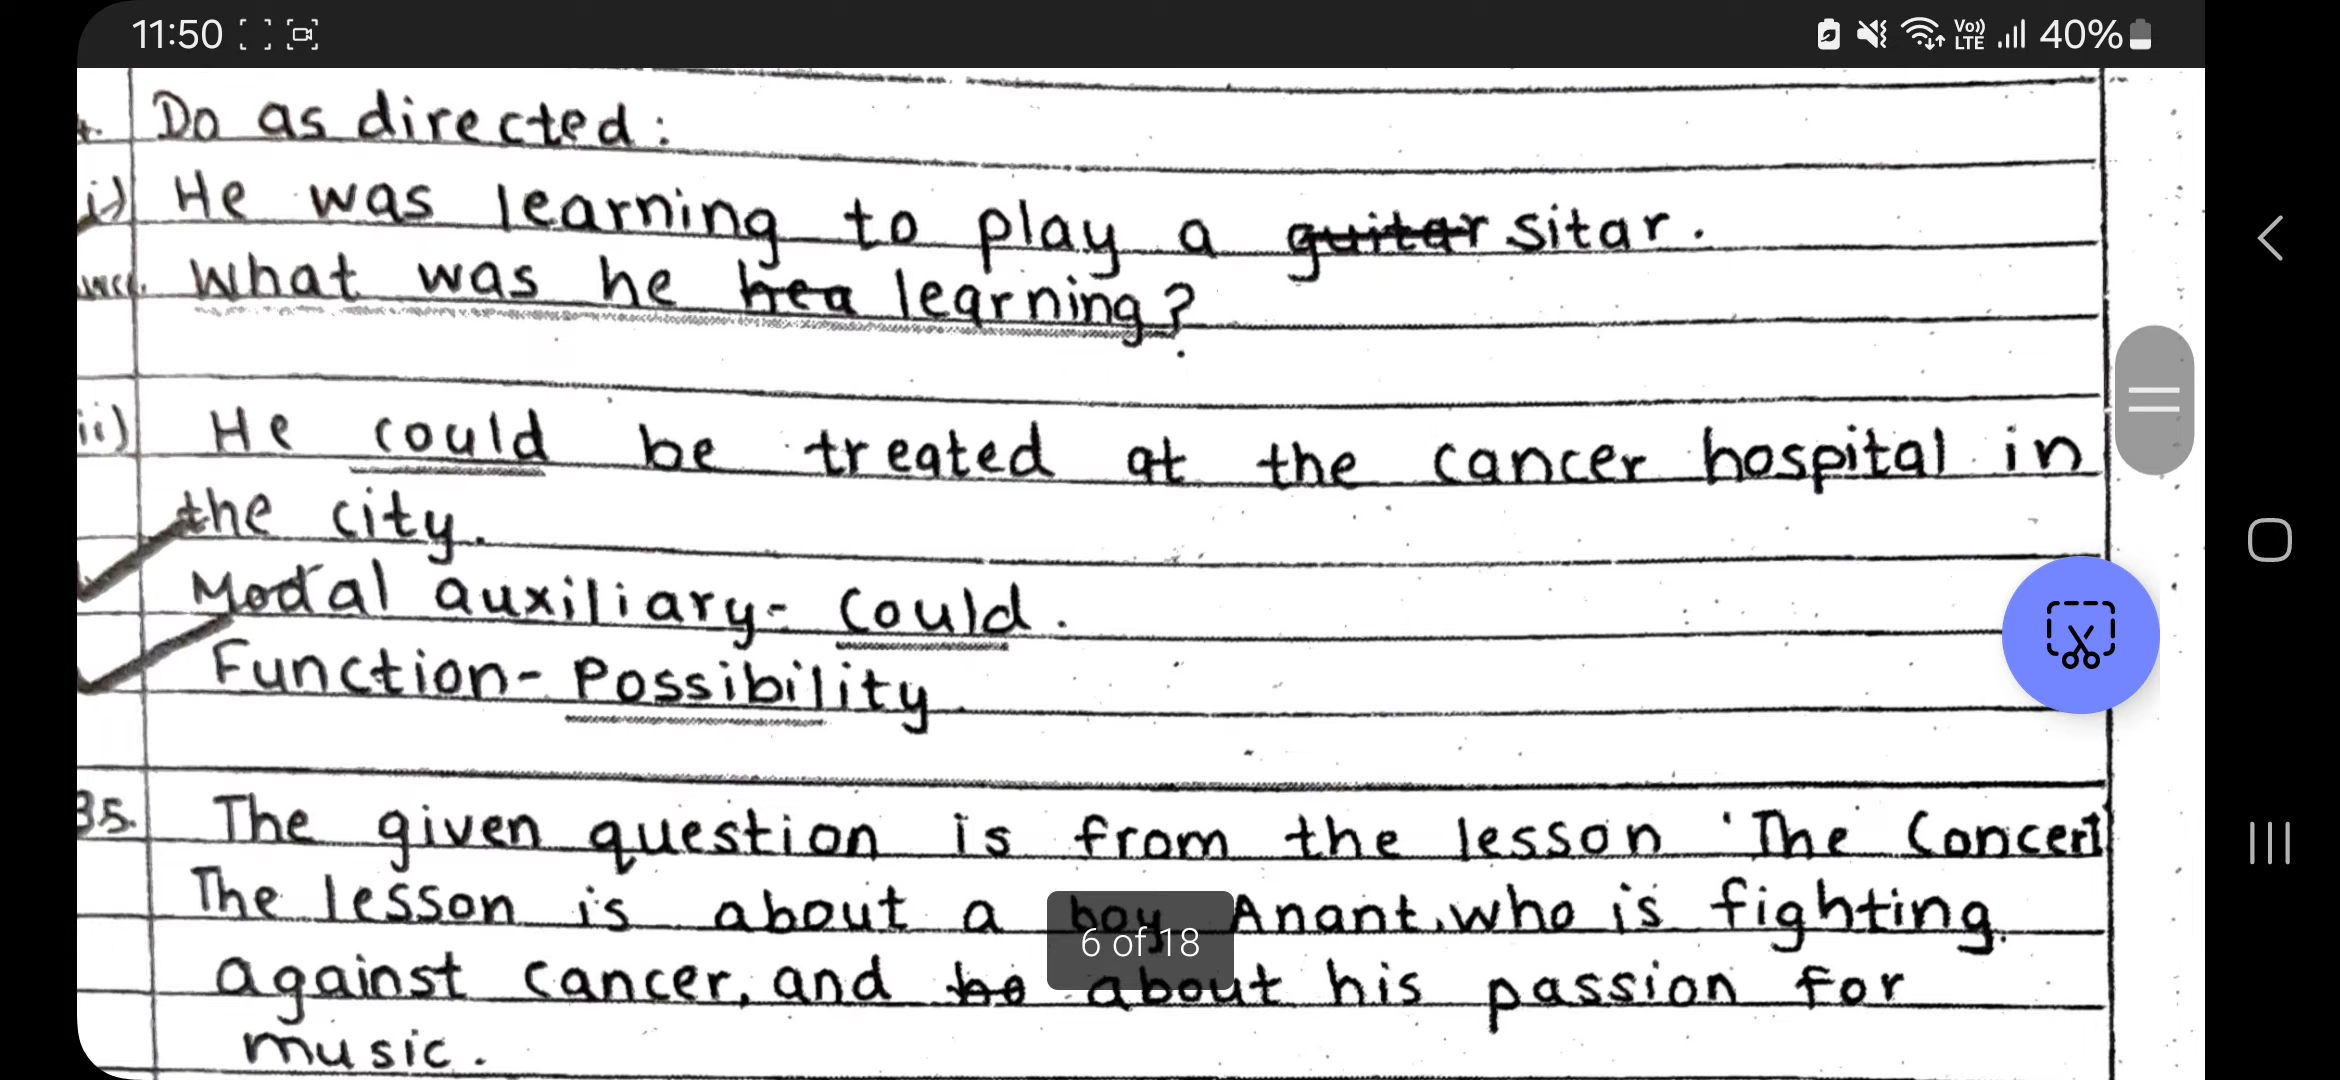 11:50
Vo)) LTE 40%
Do as directed:
i) He was learning to play a guitar sitar.
What was he hea learning?
ii) He could be treated at the cancer hospital in
the city.
Modal auxiliary- Could.
Function- Possibility
35. The given question is from the lesson 'The Concert
The lesson is about a boy Anant, who is fighting
against cancer, and be about his passion for
music.
6 of 18